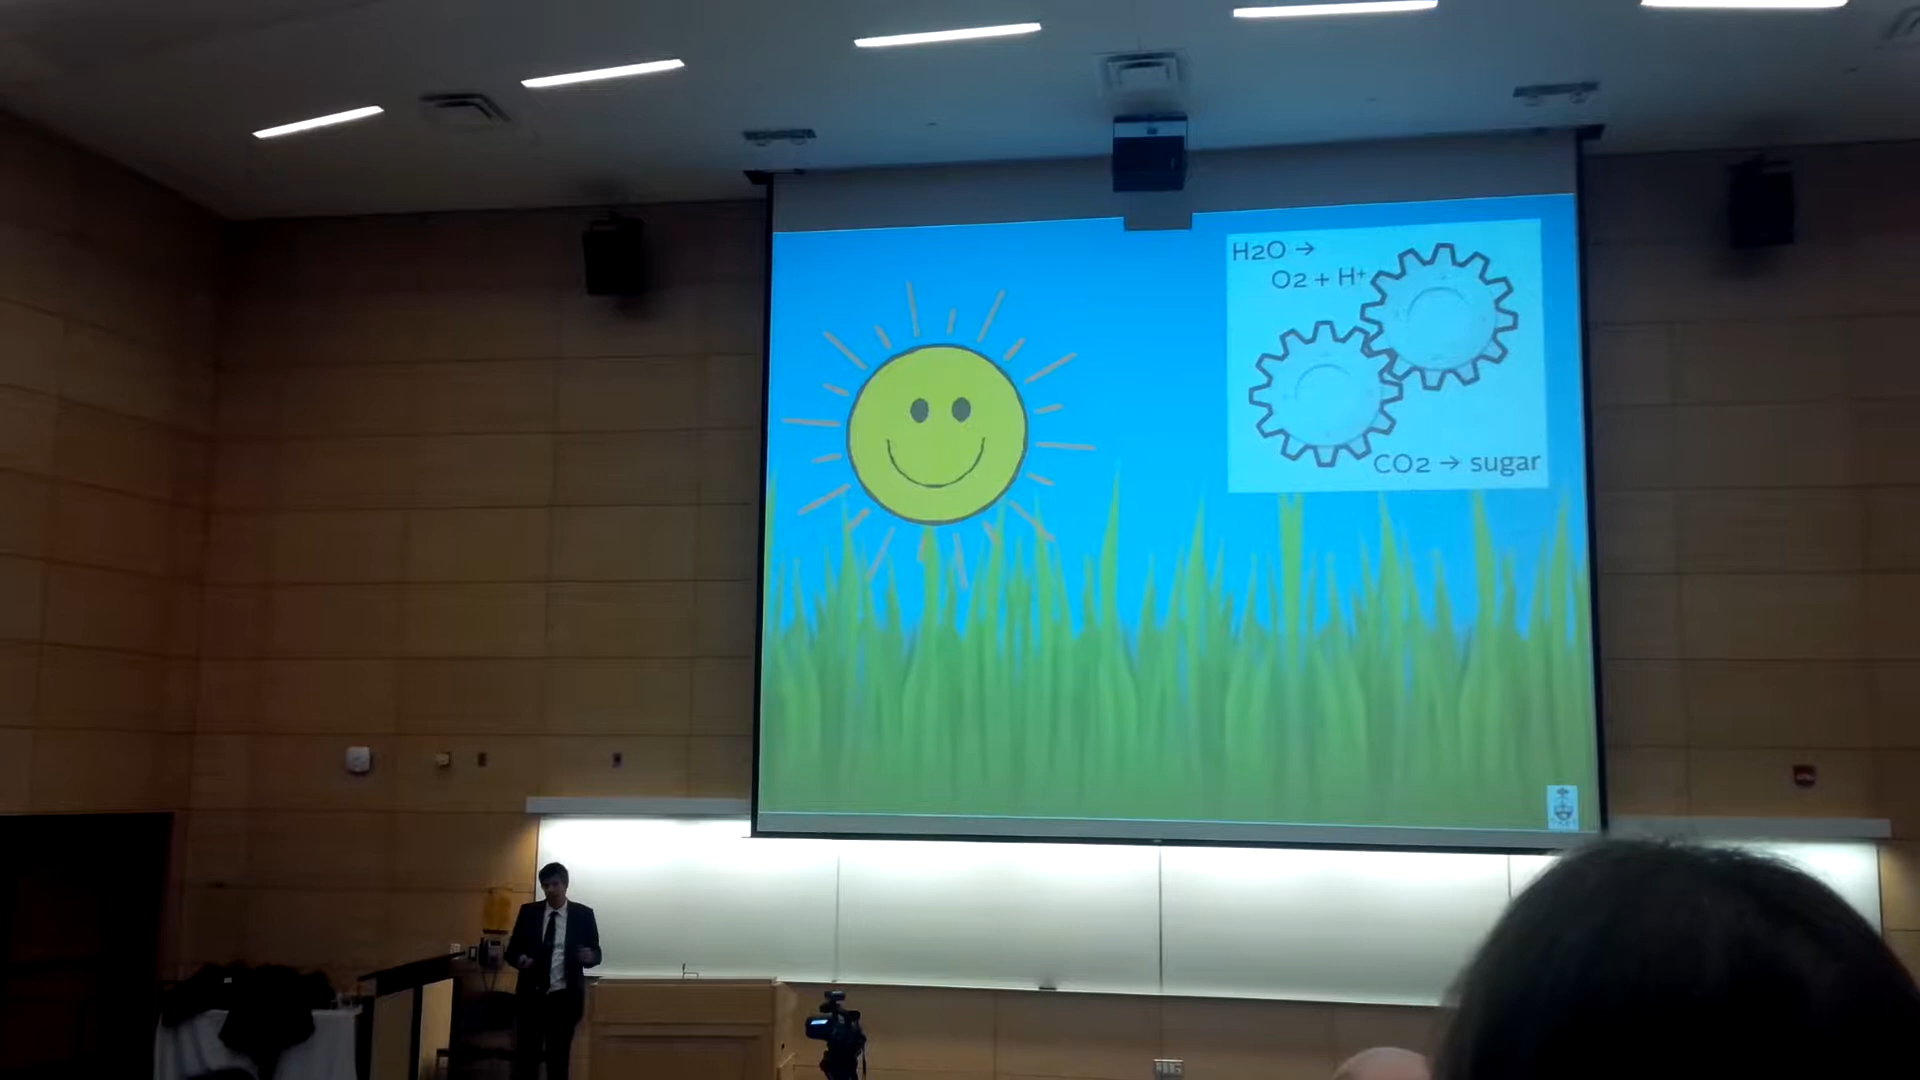 H2O →
O2 + H+
CO2 → sugar